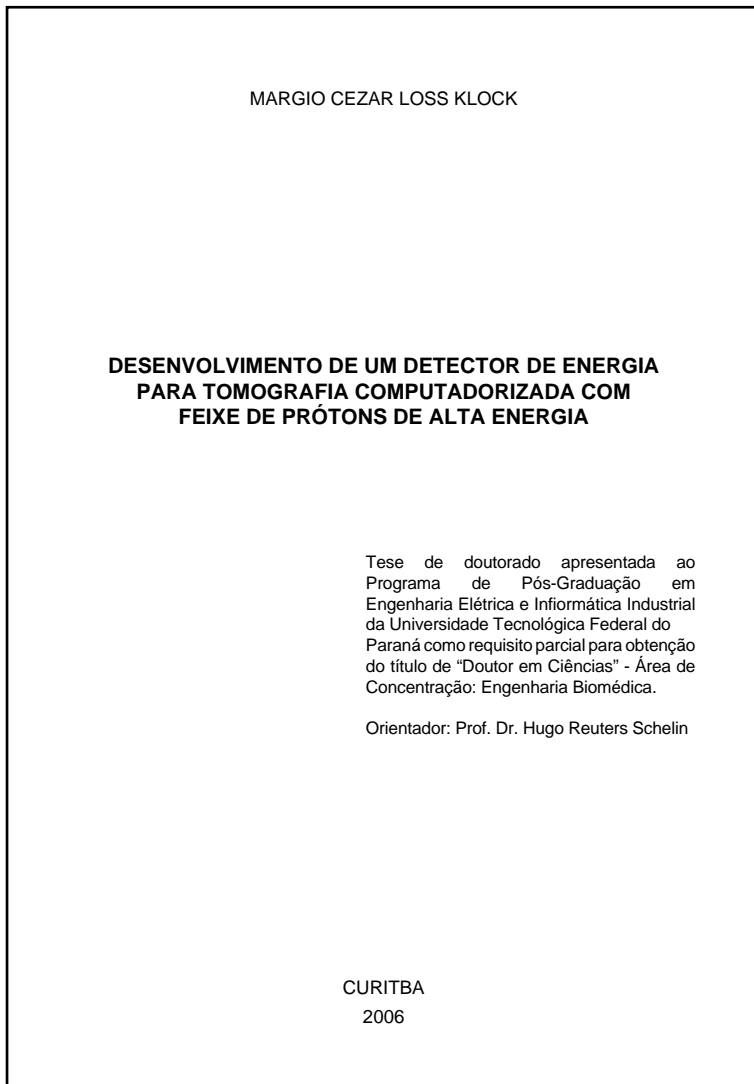 MARGIO CEZAR LOSS KLOCK
DESENVOLVIMENTO DE UM DETECTOR DE ENERGIA
PARA TOMOGRAFIA COMPUTADORIZADA COM
FEIXE DE PRÓTONS DE ALTA ENERGIA
Tese de doutorado apresentada ao
Programa de Pós-Graduação em
Engenharia Elétrica e Infiormática Industrial
da Universidade Tecnológica Federal do
Paraná como requisito parcial para obtenção
do título de “Doutor em Ciências” - Área de
Concentração: Engenharia Biomédica.
Orientador: Prof. Dr. Hugo Reuters Schelin
CURITBA
2006